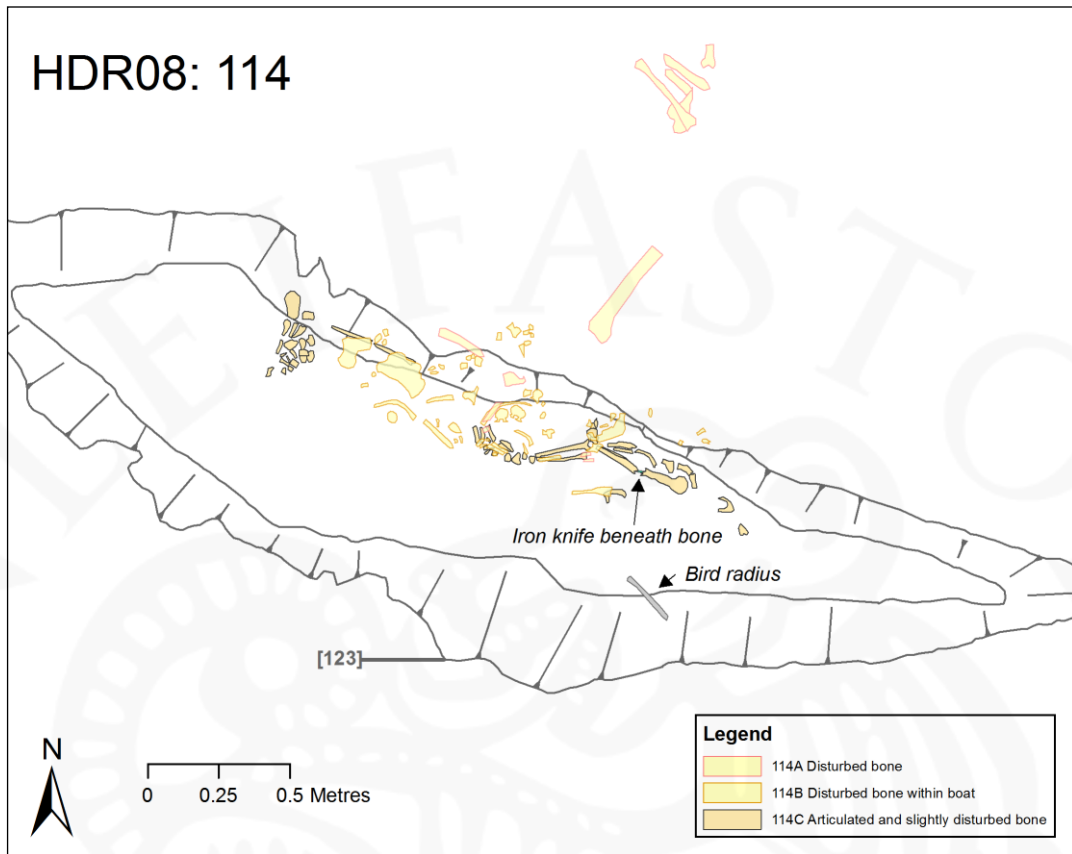 HDR08: 114
Iron knife beneath bone
Bird radius
[123]
N
0 0.25 0.5 Metres
Legend
114A Disturbed bone
114B Disturbed bone within boat
114C Articulated and slightly disturbed bone